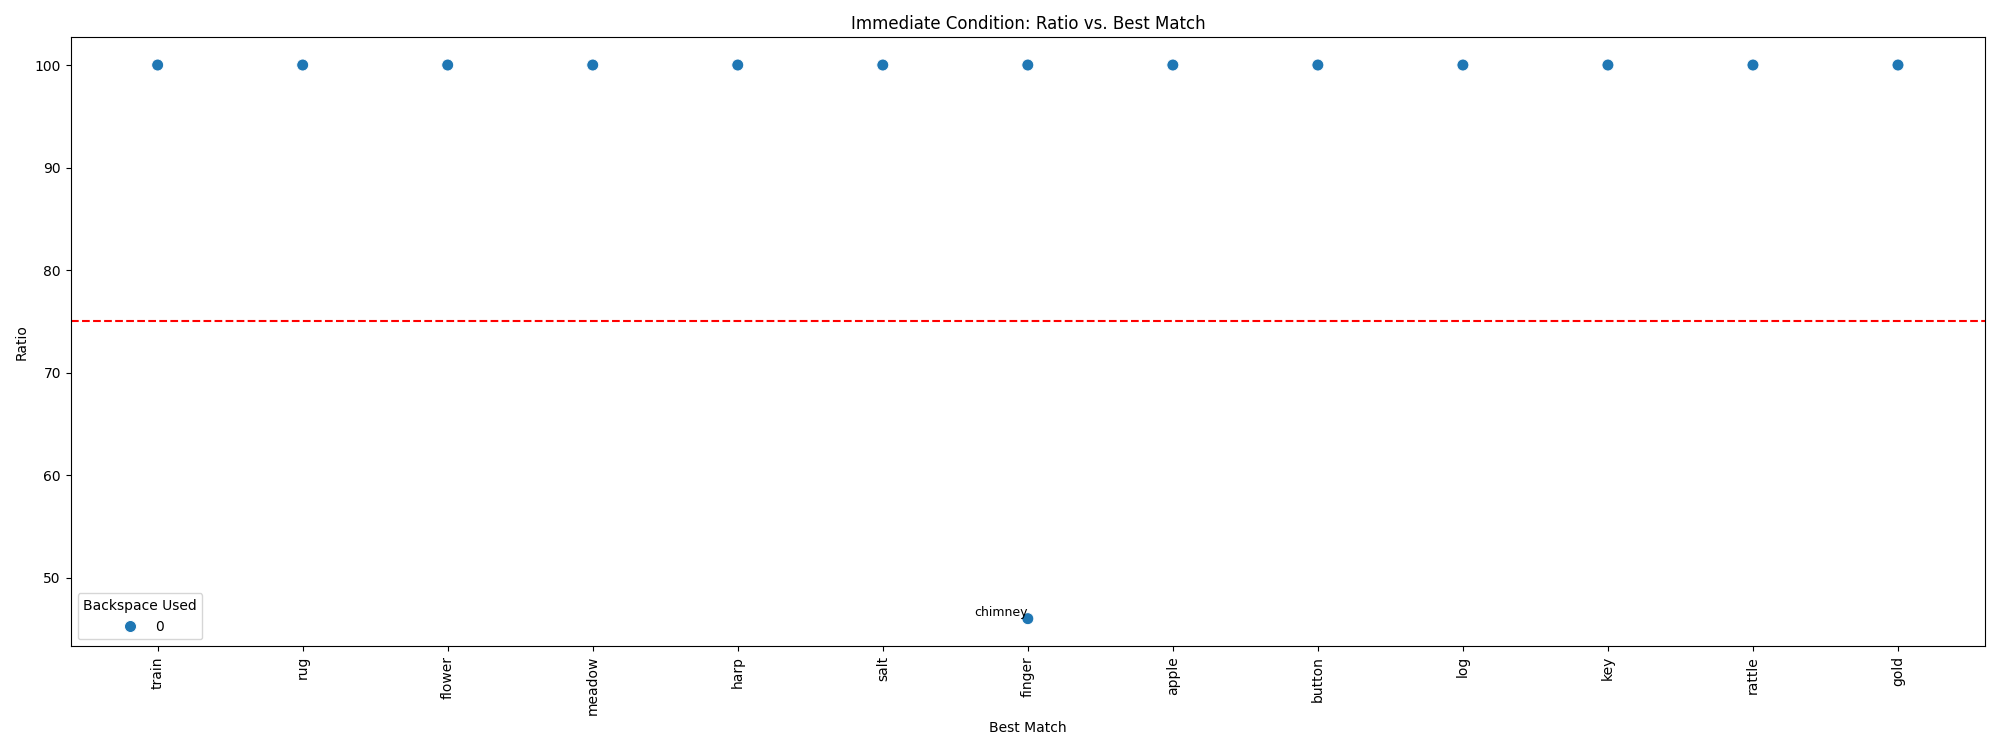 Immediate Condition: Ratio vs. Best Match
Ratio
100
90
80
70
60
50
chimney
Backspace Used
0
train
rug
flower
meadow
harp
salt
finger
apple
button
log
key
rattle
gold
Best Match